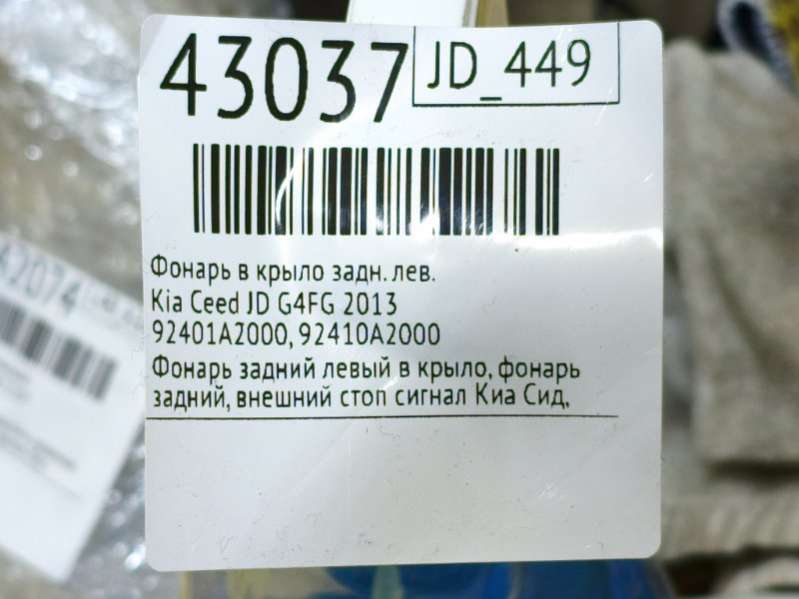 43037
JD_449
Фонарь в крыло задн. лев.
Kia Ceed JD G4FG 2013
92401A2000, 92410A2000
Фонарь задний левый в крыло, фонарь
задний, внешний стоп сигнал Киа Сид,
42074